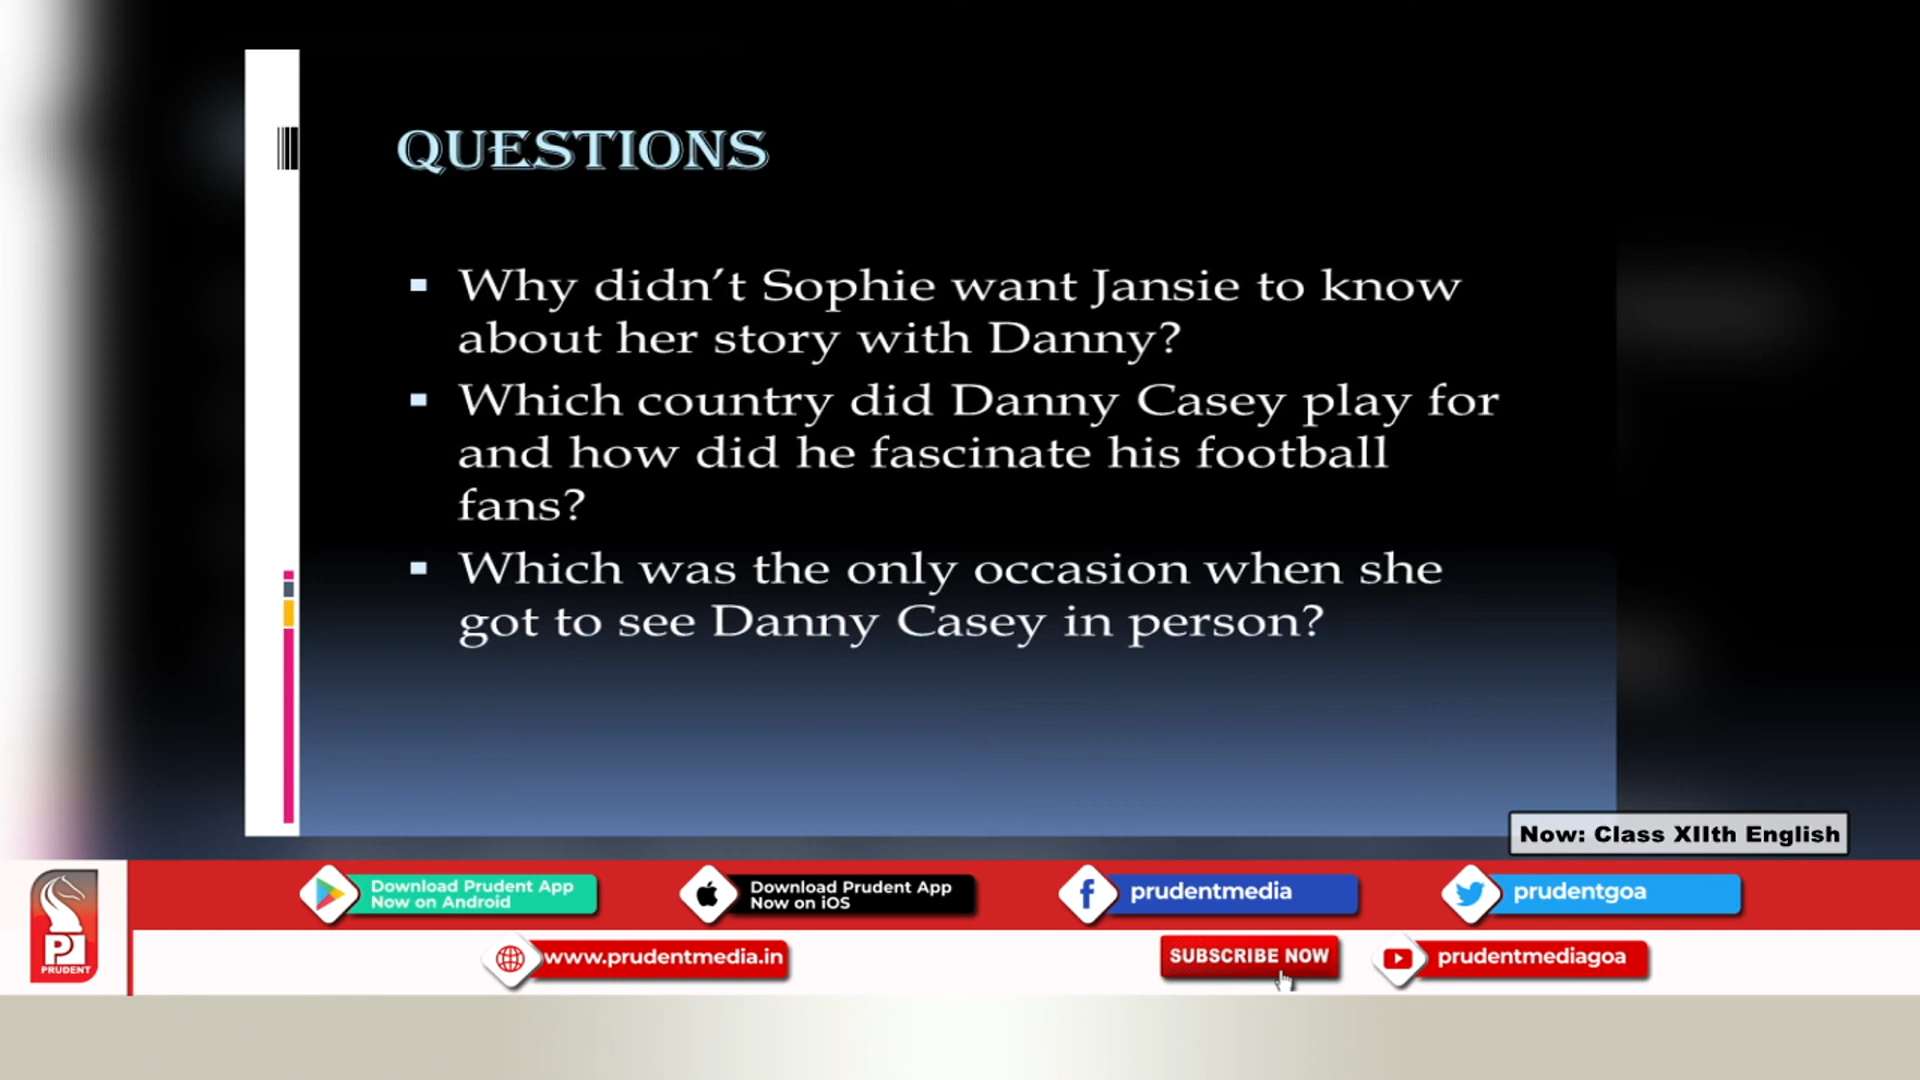 QUESTIONS
▪ Why didn’t Sophie want Jansie to know
about her story with Danny?
▪ Which country did Danny Casey play for
and how did he fascinate his football
fans?
▪ Which was the only occasion when she
got to see Danny Casey in person?
Now: Class XIIth English
Download Prudent App
Now on Android
Download Prudent App
Now on iOS
prudentmedia
prudentgoa
PRUDENT
www.prudentmedia.in
SUBSCRIBE NOW
prudentmediagoa